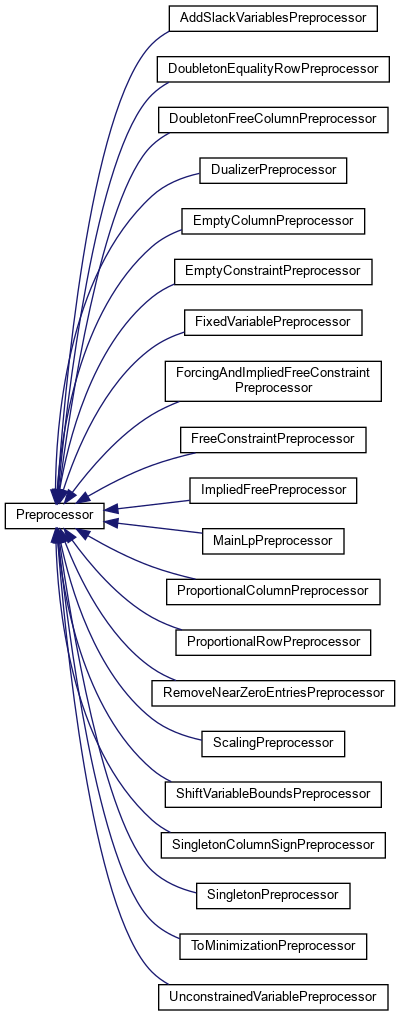 AddSlackVariablesPreprocessor
DoubletonEqualityRowPreprocessor
DoubletonFreeColumnPreprocessor
DualizerPreprocessor
EmptyColumnPreprocessor
EmptyConstraintPreprocessor
FixedVariablePreprocessor
ForcingAndImpliedFreeConstraint
Preprocessor
FreeConstraintPreprocessor
ImpliedFreePreprocessor
Preprocessor
MainLpPreprocessor
ProportionalColumnPreprocessor
ProportionalRowPreprocessor
RemoveNearZeroEntriesPreprocessor
ScalingPreprocessor
ShiftVariableBoundsPreprocessor
SingletonColumnSignPreprocessor
SingletonPreprocessor
ToMinimizationPreprocessor
UnconstrainedVariablePreprocessor